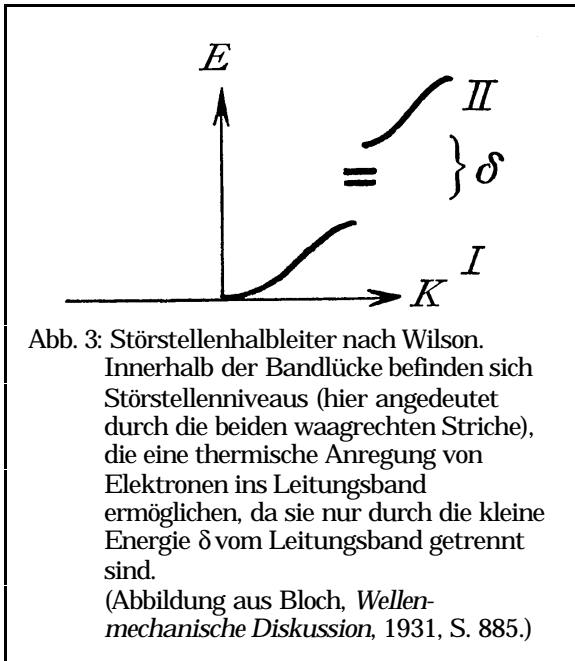 E
II
} δ
I
K
Abb. 3: Störstellenhalbleiter nach Wilson.
Innerhalb der Bandlücke befinden sich
Störstellenniveaus (hier angedeutet
durch die beiden waagrechten Striche),
die eine thermische Anregung von
Elektronen ins Leitungsband
ermöglichen, da sie nur durch die kleine
Energie δ vom Leitungsband getrennt
sind.
(Abbildung aus Bloch, Wellen-
mechanische Diskussion, 1931, S. 885.)